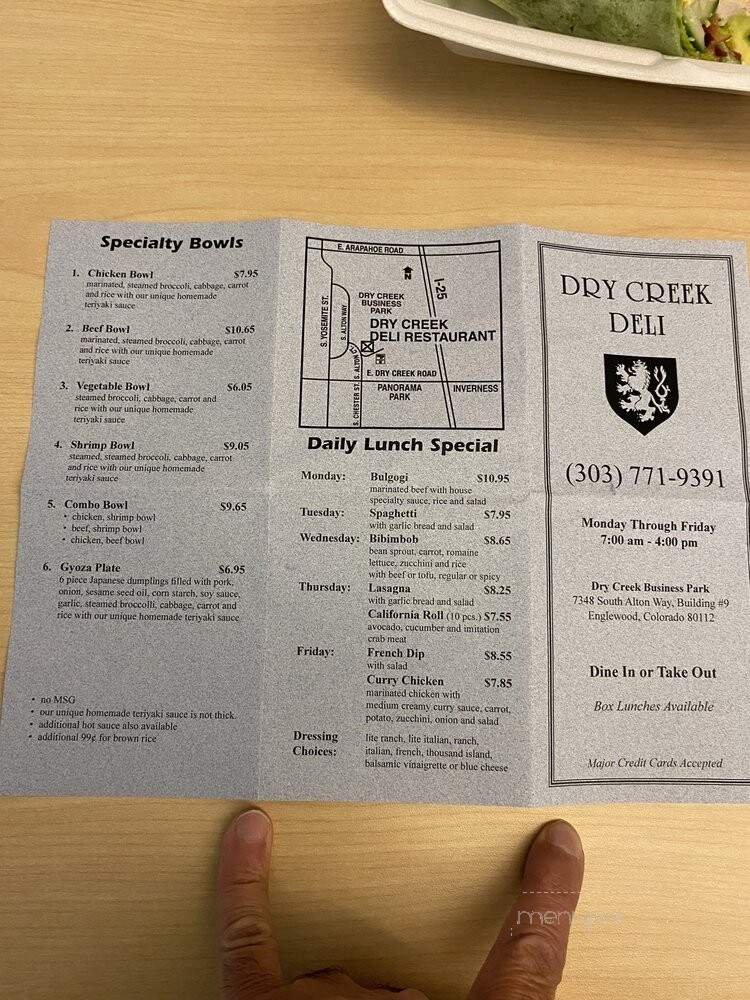 Specialty Bowls
1. Chicken Bowl $7.95
marinated, steamed broccoli, cabbage, carrot
and rice with our unique homemade
teriyaki sauce
2. Beef Bowl $10.65
marinated, steamed broccoli, cabbage, carrot
and rice with our unique homemade
teriyaki sauce
3. Vegetable Bowl $6.05
steamed broccoli, cabbage, carrot and
rice with our unique homemade
teriyaki sauce
4. Shrimp Bowl $9.05
steamed, steamed broccoli, cabbage, carrot
and rice with our unique homemade
teriyaki sauce
5. Combo Bowl $9.65
• chicken, shrimp bowl
• beef, shrimp bowl
• chicken, beef bowl
6. Gyoza Plate $6.95
6 piece Japanese dumplings filled with pork,
onion, sesame seed oil, corn starch, soy sauce,
garlic, steamed broccolli, cabbage, carrot and
rice with our unique homemade teriyaki sauce
• no MSG
• our unique homemade teriyaki sauce is not thick.
• additional hot sauce also available
• additional 99¢ for brown rice
E. ARAPAHOE ROAD
N
I-25
S. YOSEMITE ST.
S. ALTON WAY
DRY CREEK
BUSINESS
PARK
DRY CREEK
DELI RESTAURANT
S. ALTON
E. DRY CREEK ROAD
S. CHESTER ST.
PANORAMA
PARK
INVERNESS
Daily Lunch Special
Monday: Bulgogi $10.95
marinated beef with house
specialty sauce, rice and salad
Tuesday: Spaghetti $7.95
with garlic bread and salad
Wednesday: Bibimbob $8.65
bean sprout, carrot, romaine
lettuce, zucchini and rice
with beef or tofu, regular or spicy
Thursday: Lasagna $8.25
with garlic bread and salad
California Roll (10 pcs.) $7.55
avocado, cucumber and imitation
crab meat
Friday: French Dip $8.55
with salad
Curry Chicken $7.85
marinated chicken with
medium creamy curry sauce, carrot,
potato, zucchini, onion and salad
Dressing
Choices:
lite ranch, lite italian, ranch,
italian, french, thousand island,
balsamic vinaigrette or blue cheese
DRY CREEK
DELI
(303) 771-9391
Monday Through Friday
7:00 am - 4:00 pm
Dry Creek Business Park
7348 South Alton Way, Building #9
Englewood, Colorado 80112
Dine In or Take Out
Box Lunches Available
Major Credit Cards Accepted